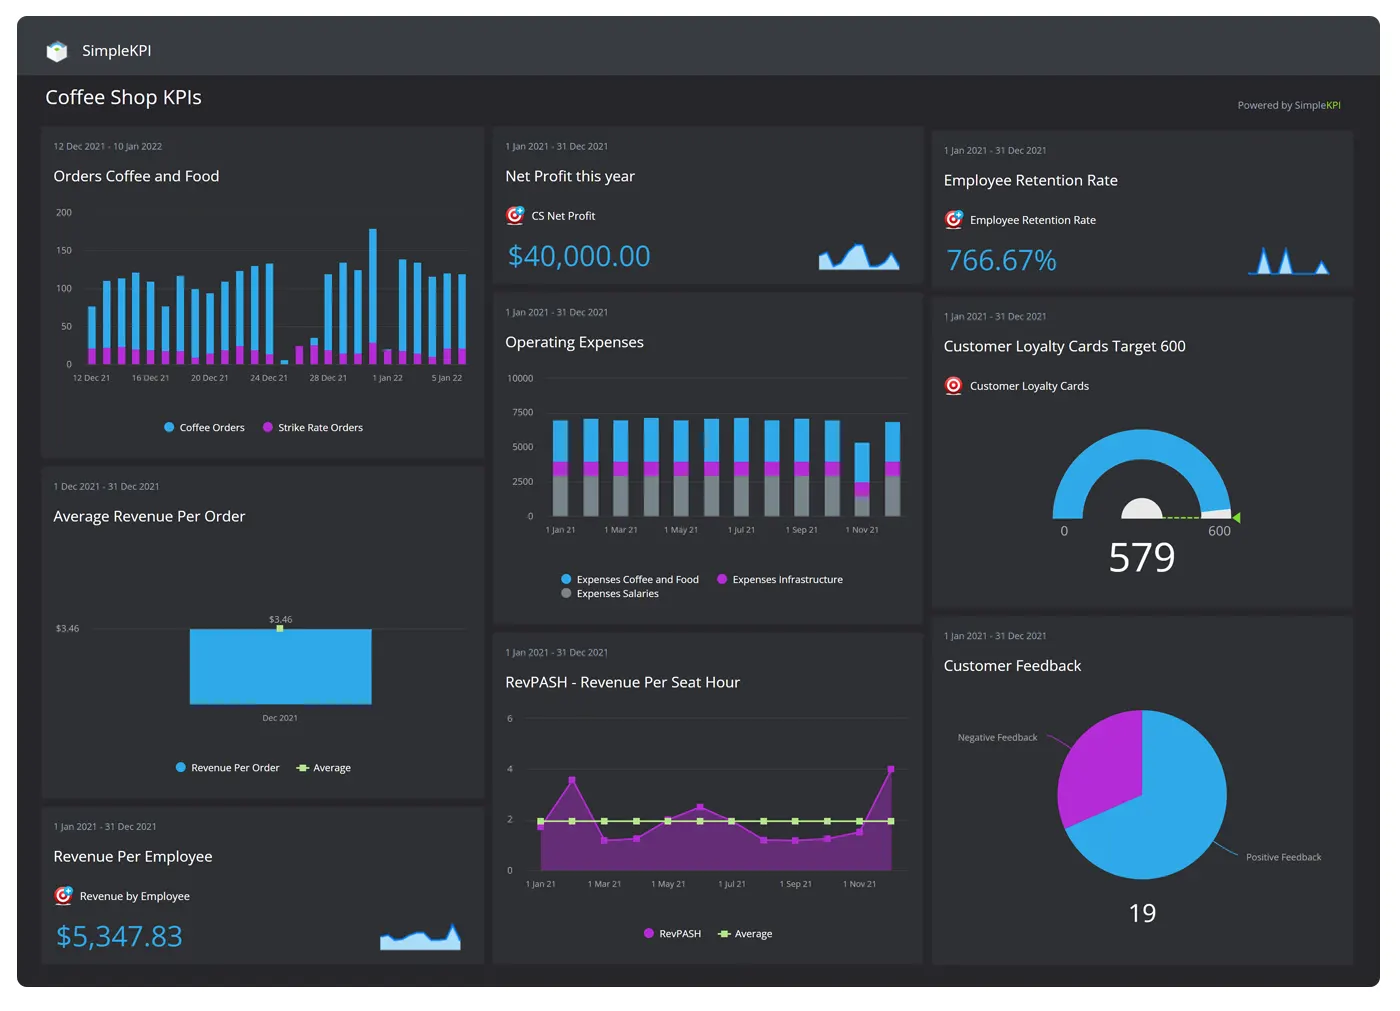 SimpleKPI
Coffee Shop KPIs
Powered by SimpleKPI
12 Dec 2021 - 10 Jan 2022
Orders Coffee and Food
200
150
100
50
0
12 Dec 21 16 Dec 21 20 Dec 21 24 Dec 21 28 Dec 21 1 Jan 22 5 Jan 22
Coffee Orders Strike Rate Orders
1 Dec 2021 - 31 Dec 2021
Average Revenue Per Order
$3.46
$3.46
Dec 2021
Revenue Per Order Average
1 Jan 2021 - 31 Dec 2021
Revenue Per Employee
Revenue by Employee
$5,347.83
1 Jan 2021 - 31 Dec 2021
Net Profit this year
CS Net Profit
$40,000.00
1 Jan 2021 - 31 Dec 2021
Operating Expenses
10000
7500
5000
2500
0
1 Jan 21 1 Mar 21 1 May 21 1 Jul 21 1 Sep 21 1 Nov 21
Expenses Coffee and Food Expenses Infrastructure
Expenses Salaries
1 Jan 2021 - 31 Dec 2021
RevPASH - Revenue Per Seat Hour
6
4
2
0
1 Jan 21 1 Mar 21 1 May 21 1 Jul 21 1 Sep 21 1 Nov 21
RevPASH Average
1 Jan 2021 - 31 Dec 2021
Employee Retention Rate
Employee Retention Rate
766.67%
1 Jan 2021 - 31 Dec 2021
Customer Loyalty Cards Target 600
Customer Loyalty Cards
0 600
579
1 Jan 2021 - 31 Dec 2021
Customer Feedback
Negative Feedback
Positive Feedback
19